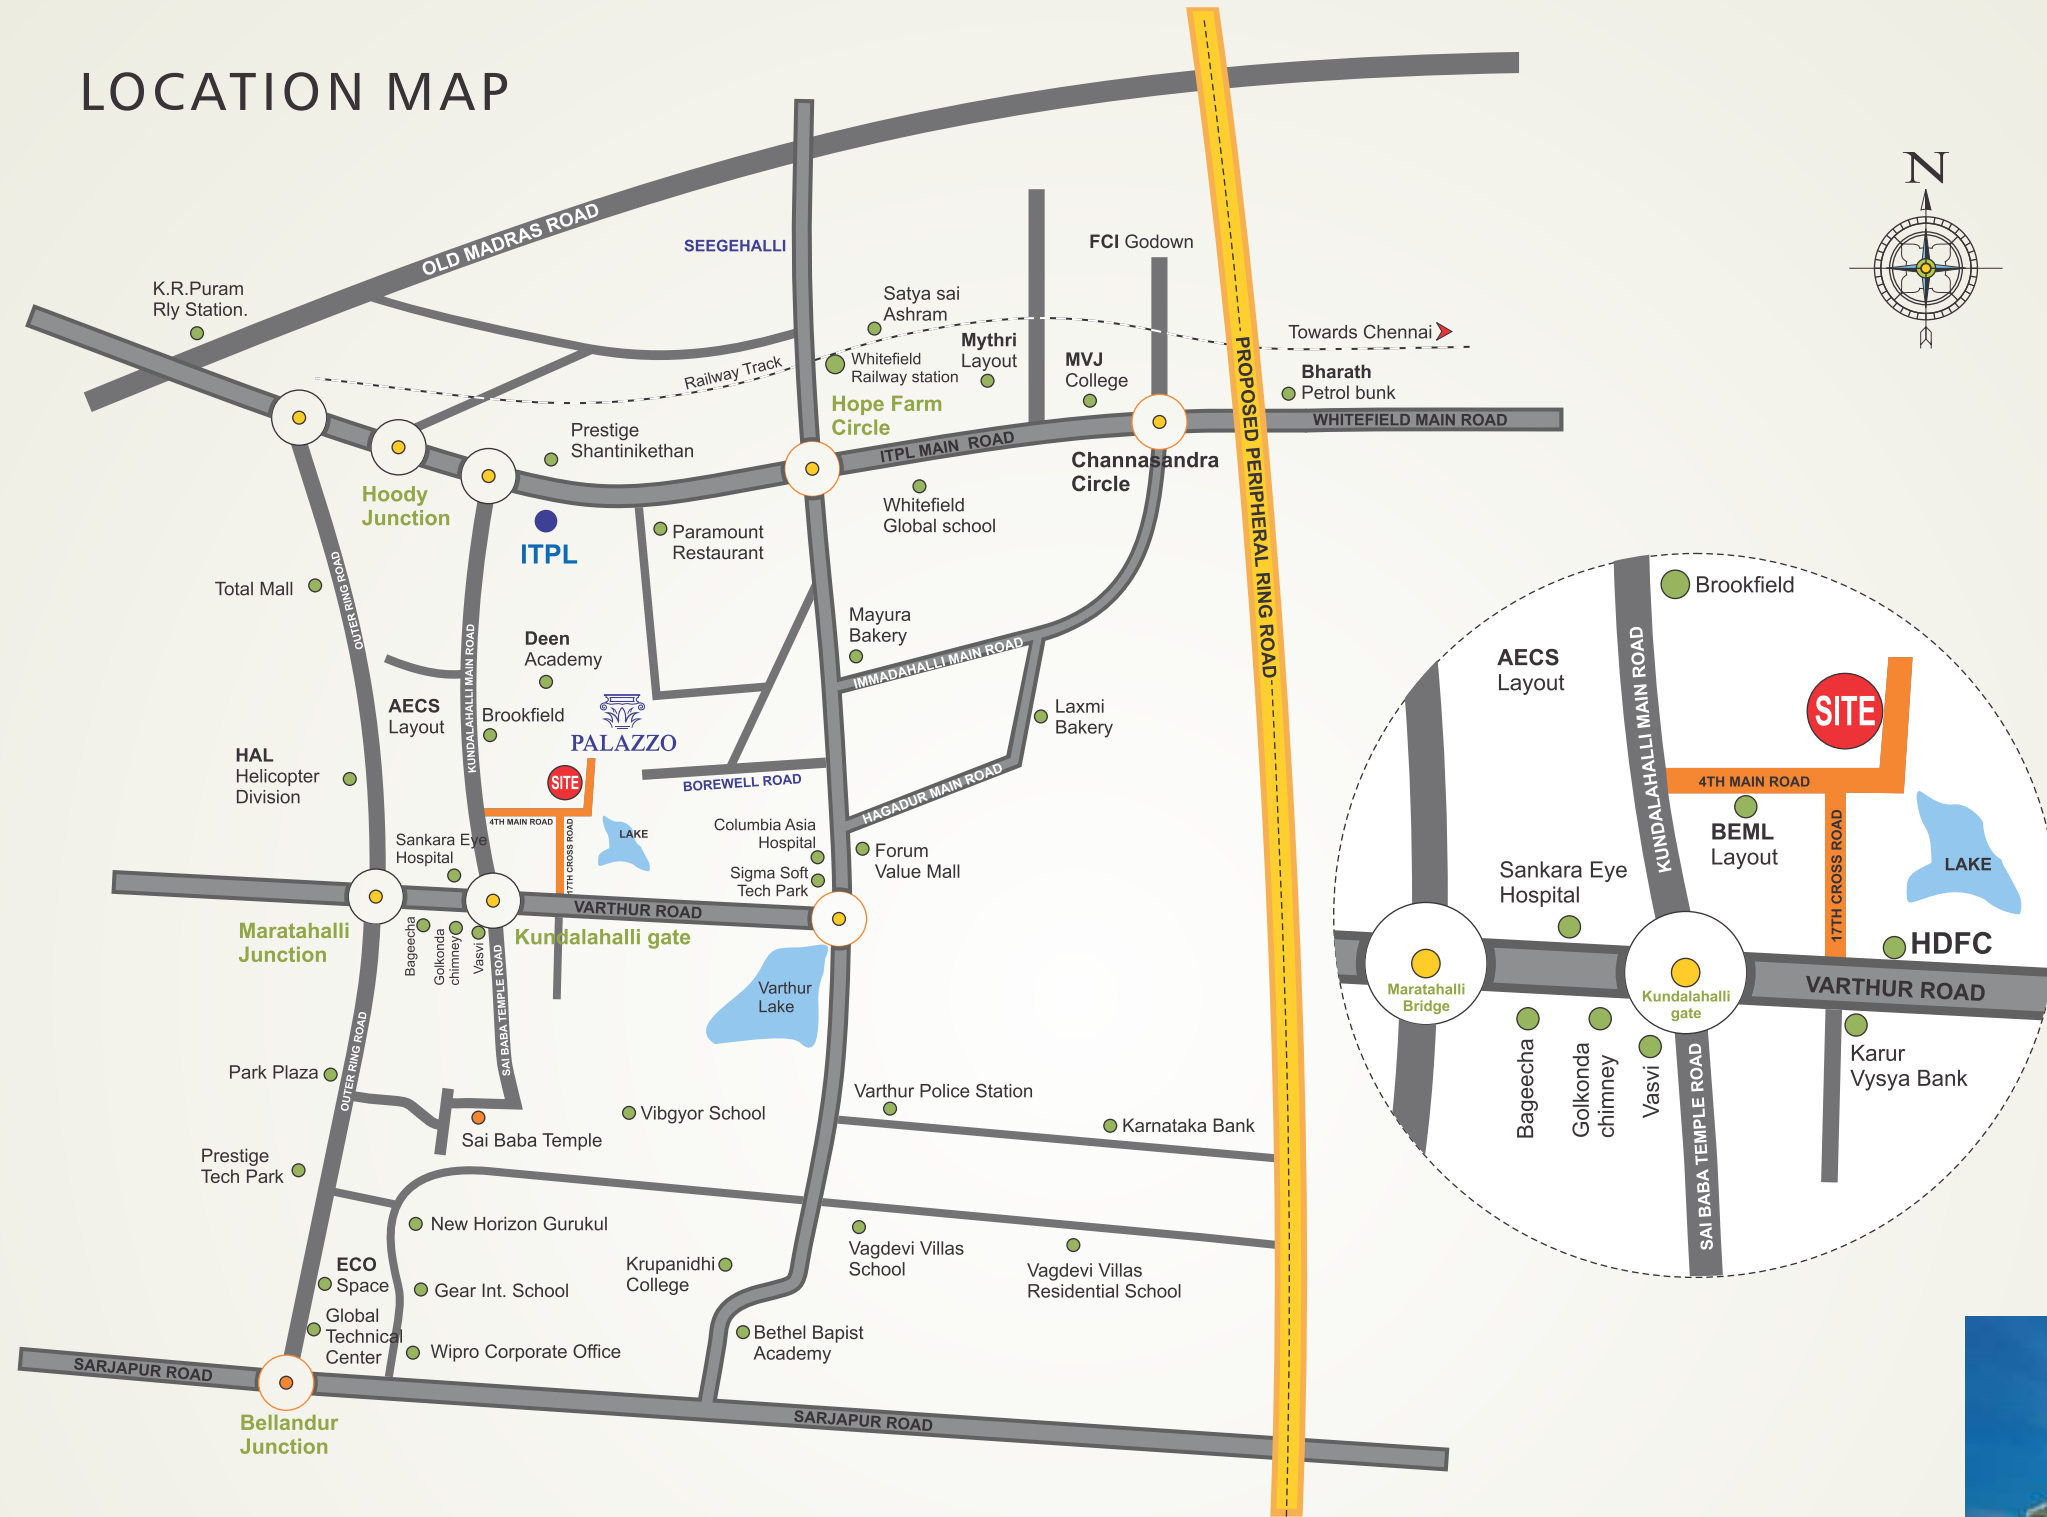 LOCATION MAP
N
OLD MADRAS ROAD
SEEGEHALLI
K.R.Puram
Rly Station.
FCI Godown
Satya sai
Ashram
Railway Track
Whitefield
Railway station
Mythri
Layout
MVJ
College
Towards Chennai
Bharath
Petrol bunk
Hope Farm
Circle
ITPL MAIN ROAD
WHITEFIELD MAIN ROAD
PROPOSED PERIPHERAL RING ROAD
Channasandra
Circle
Prestige
Shantinikethan
Hoody
Junction
ITPL
Paramount
Restaurant
Whitefield
Global school
OUTER RING ROAD
Total Mall
KUNDALAHALLI MAIN ROAD
Deen
Academy
Mayura
Bakery
IMMADAHALLI MAIN ROAD
AECS
Layout
Brookfield
PALAZZO
Laxmi
Bakery
HAL
Helicopter
Division
SITE
BOREWELL ROAD
HAGADUR MAIN ROAD
4TH MAIN ROAD
17TH CROSS ROAD
LAKE
Sankara Eye
Hospital
Columbia Asia
Hospital
Sigma Soft
Tech Park
Forum
Value Mall
VARTHUR ROAD
Maratahalli
Junction
Bageecha
Golkonda
chimney
Vasvi
Kundalahalli gate
SAI BABA TEMPLE ROAD
Varthur
Lake
OUTER RING ROAD
Park Plaza
Sai Baba Temple
Vibgyor School
Varthur Police Station
Karnataka Bank
Prestige
Tech Park
New Horizon Gurukul
ECO
Space
Gear Int. School
Krupanidhi
College
Vagdevi Villas
School
Vagdevi Villas
Residential School
Global
Technical
Center
Wipro Corporate Office
Bethel Bapist
Academy
SARJAPUR ROAD
SARJAPUR ROAD
Bellandur
Junction
Brookfield
AECS
Layout
KUNDALAHALLI MAIN ROAD
SITE
4TH MAIN ROAD
BEML
Layout
17TH CROSS ROAD
LAKE
Sankara Eye
Hospital
HDFC
VARTHUR ROAD
Maratahalli
Bridge
Kundalahalli
gate
Bageecha
Golkonda
chimney
Vasvi
SAI BABA TEMPLE ROAD
Karur
Vysya Bank